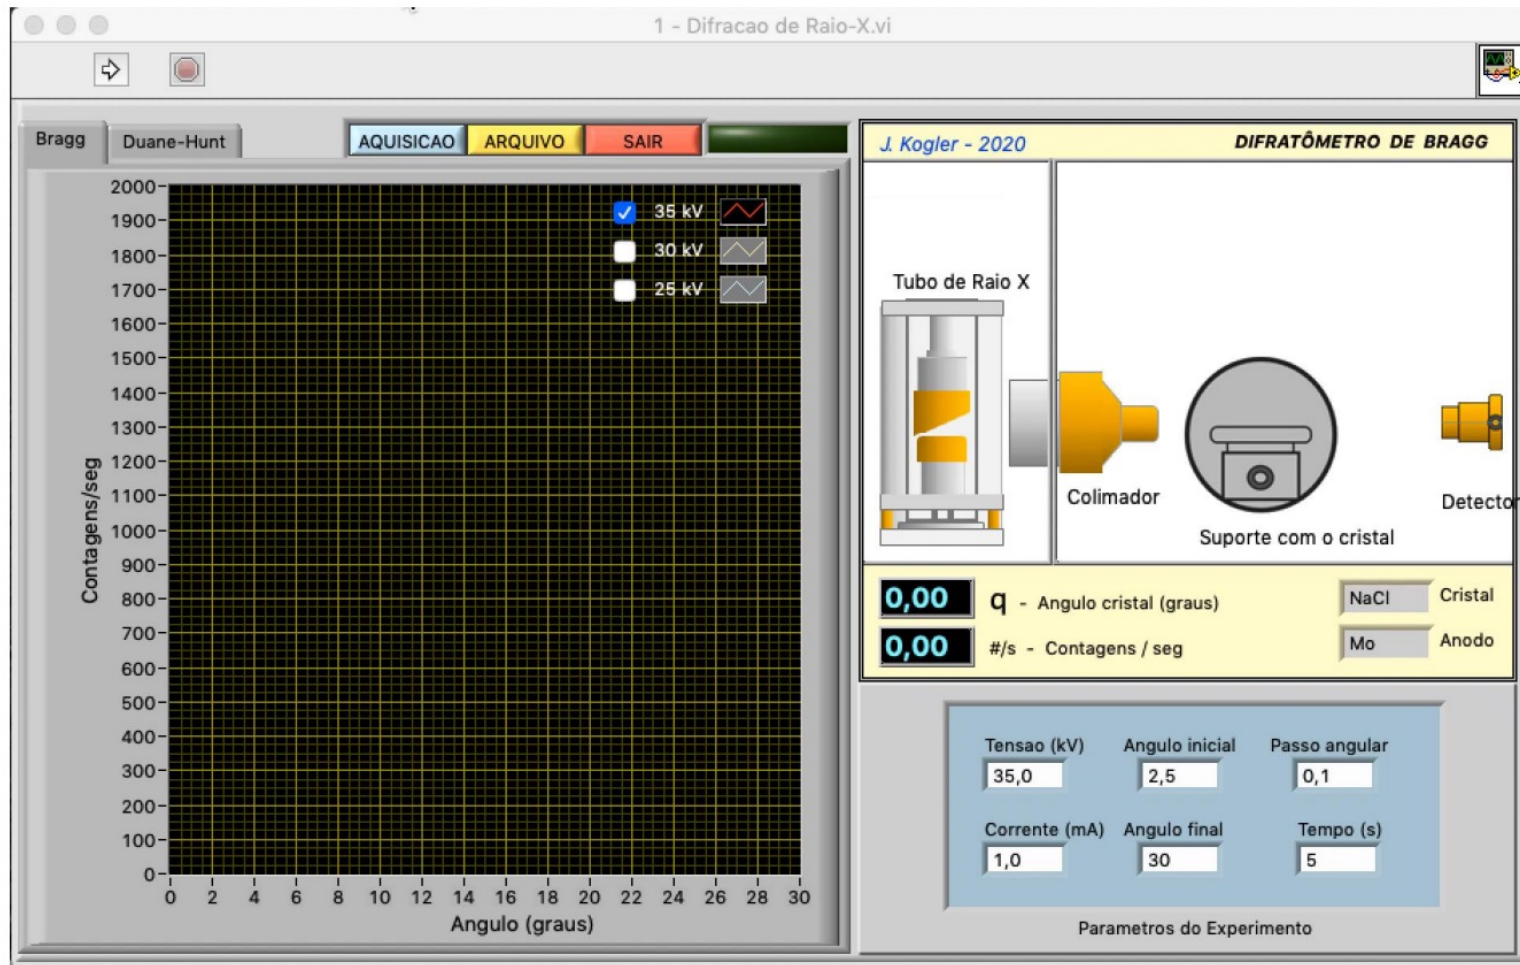 1 - Difracao de Raio-X.vi
Bragg
Duane-Hunt
AQUISICAO
ARQUIVO
SAIR
2000
1900
1800
1700
1600
1500
1400
1300
1200
1100
1000
900
800
700
600
500
400
300
200
100
0
Contagens/seg
35 kV
30 kV
25 kV
0 2 4 6 8 10 12 14 16 18 20 22 24 26 28 30
Angulo (graus)
J. Kogler - 2020
DIFRATÔMETRO DE BRAGG
Tubo de Raio X
Colimador
Suporte com o cristal
Detector
0,00 q - Angulo cristal (graus)
NaCl Cristal
0,00 #/s - Contagens / seg
Mo Anodo
Tensao (kV) Angulo inicial Passo angular
35,0 2,5 0,1
Corrente (mA) Angulo final Tempo (s)
1,0 30 5
Parametros do Experimento